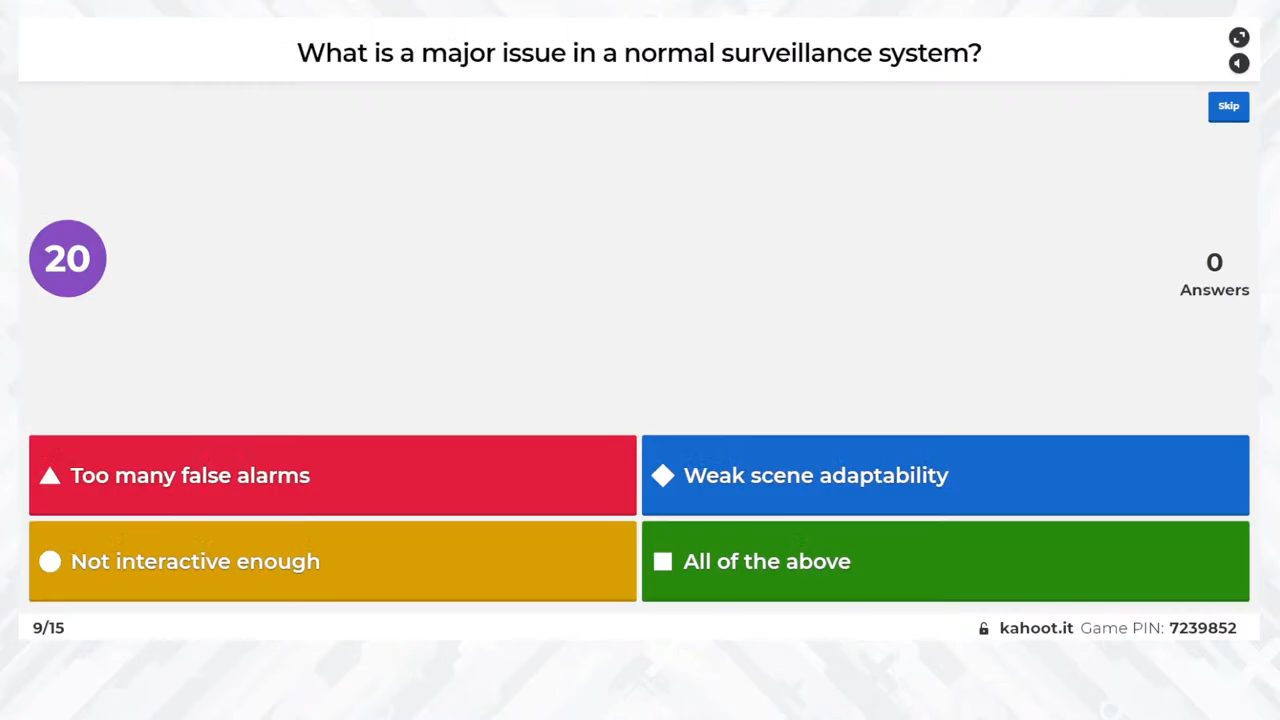 What is a major issue in a normal surveillance system?
Skip
20
0
Answers
Too many false alarms
Weak scene adaptability
Not interactive enough
All of the above
9/15
kahoot.it Game PIN: 7239852